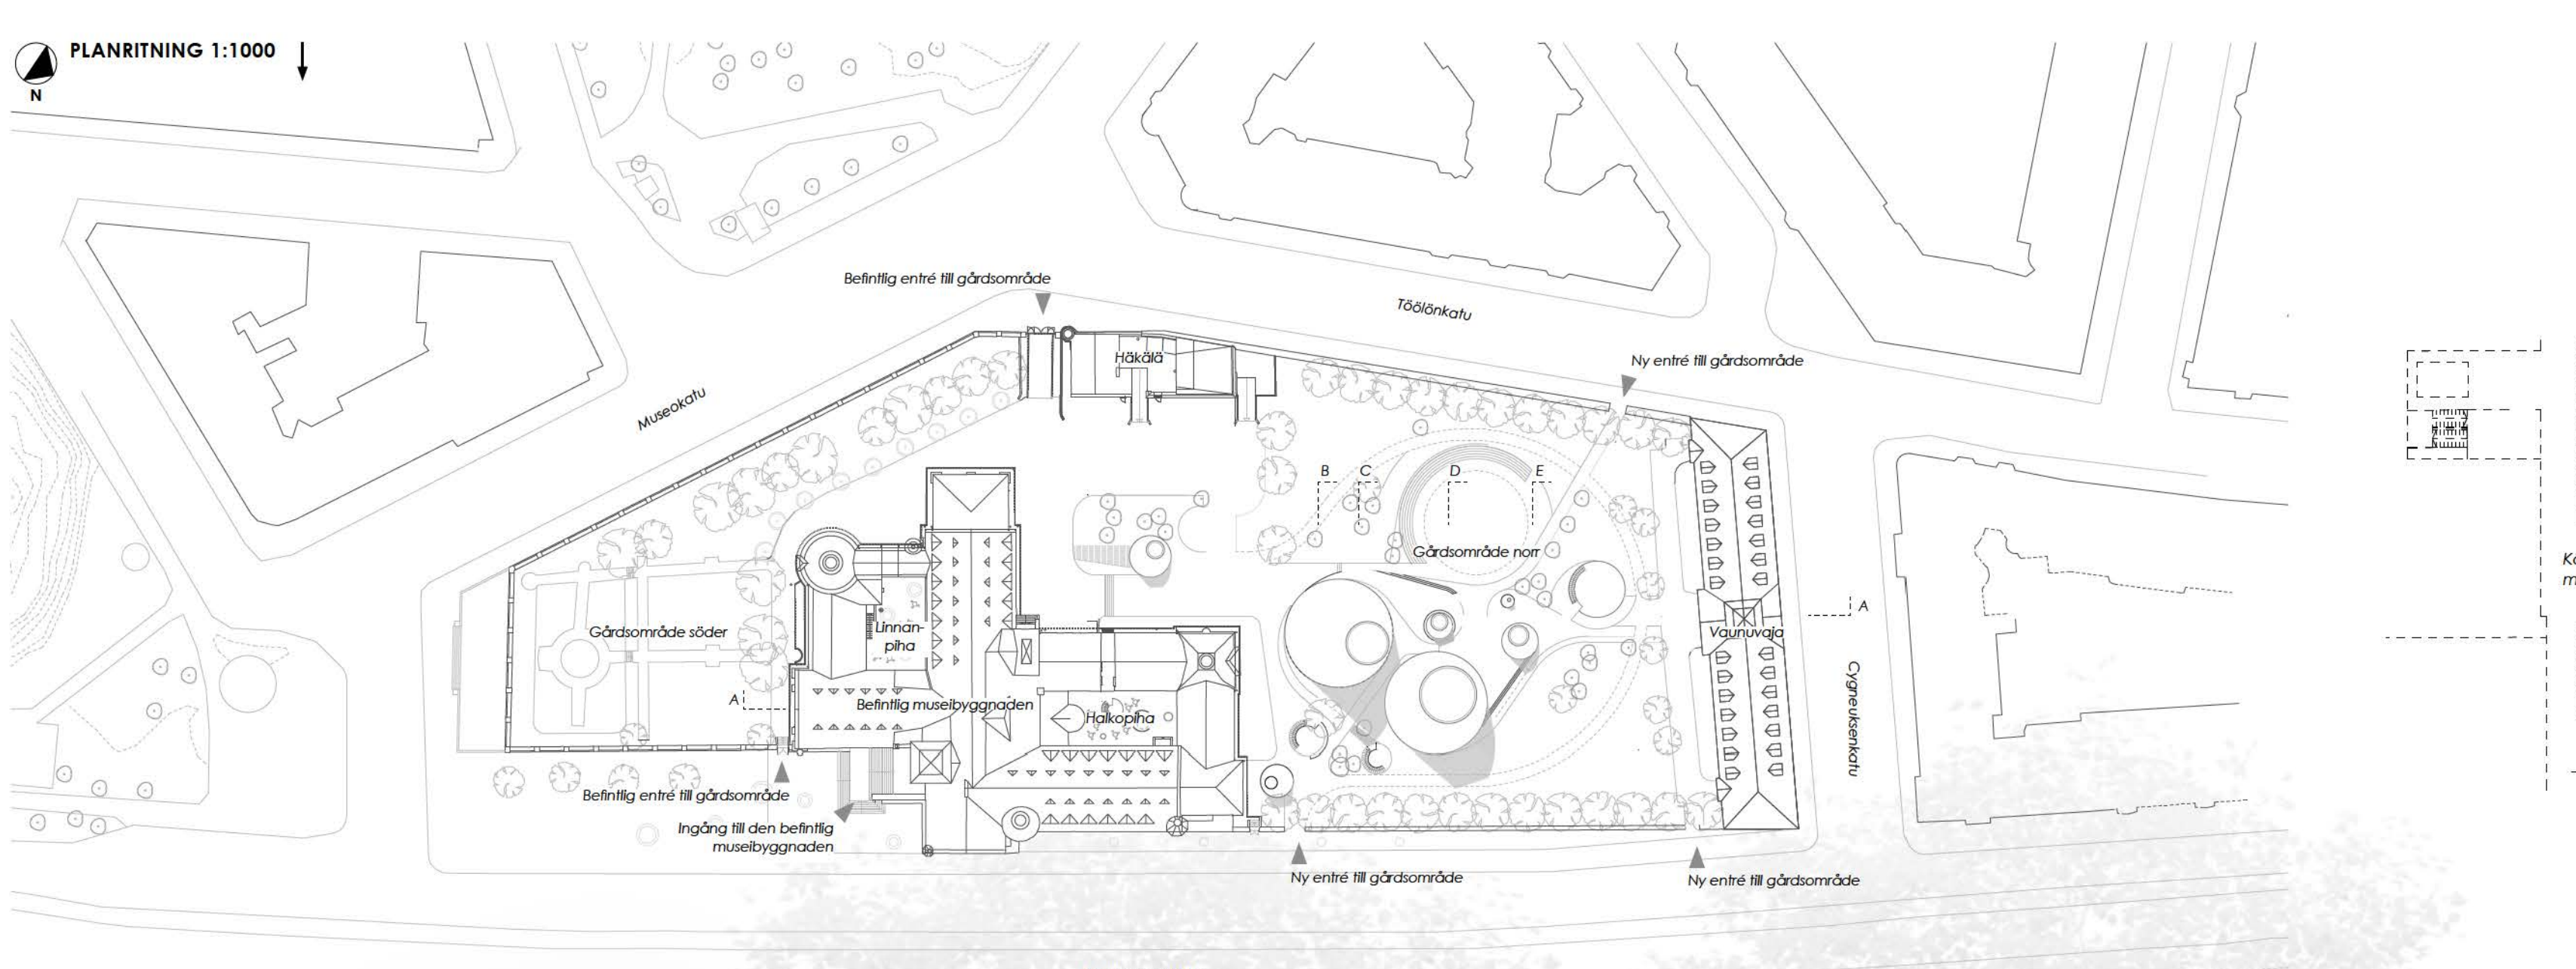 PLANRITNING 1:1000
N
Befintlig entré till gårdsområde
Töölönkatu
Häkälä
Ny entré till gårdsområde
Museokatu
B
C
D
E
Gårdsområde norr
A
Linnan-
piha
Gårdsområde söder
Vaunuvaja
Cygneuksenkatu
A
Befintlig museibyggnaden
Halkopiha
Befintlig entré till gårdsområde
Ingång till den befintlig
museibyggnaden
Ny entré till gårdsområde
Ny entré till gårdsområde